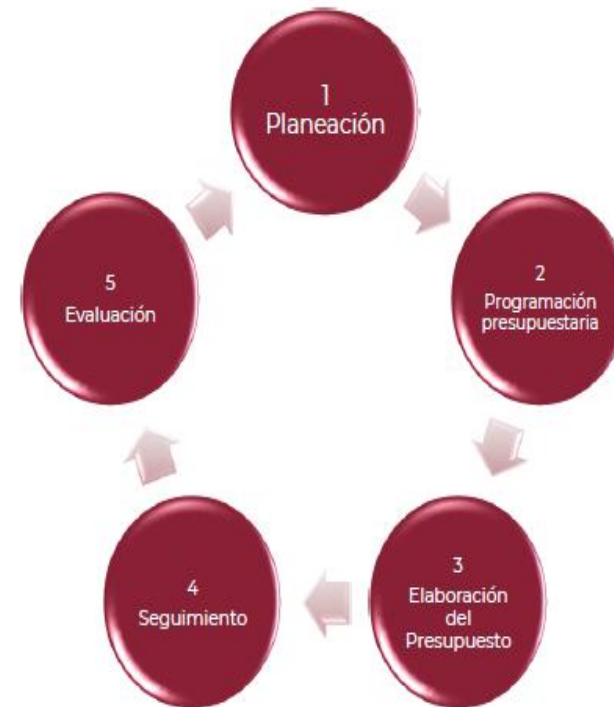 1
Planeación
2
Programación
presupuestaria
3
Elaboración
del
Presupuesto
4
Seguimiento
5
Evaluación